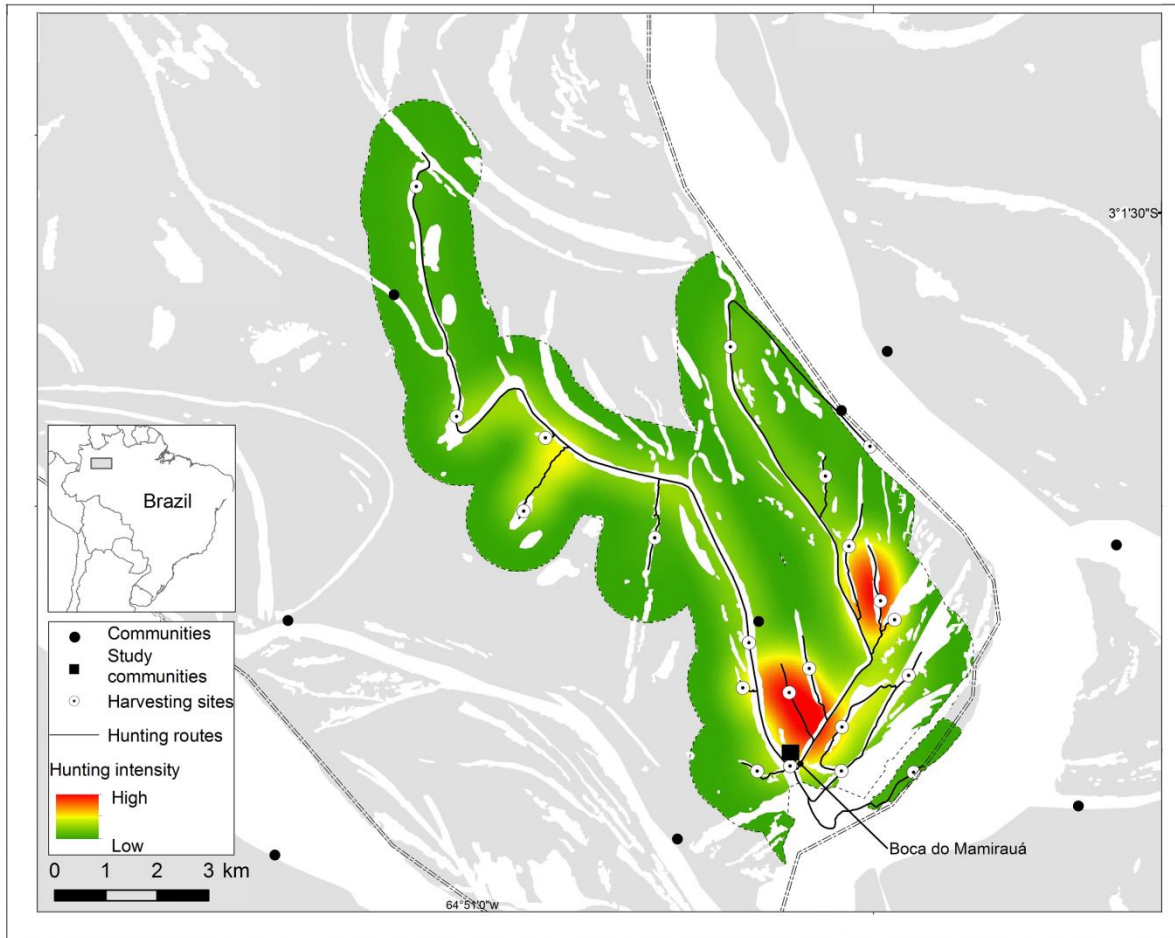 3°1'30"S
Brazil
Communities
Study
communities
Harvesting sites
Hunting routes
Hunting intensity
High
Low
0 1 2 3 km
64°51'0"W
Boca do Mamirauá